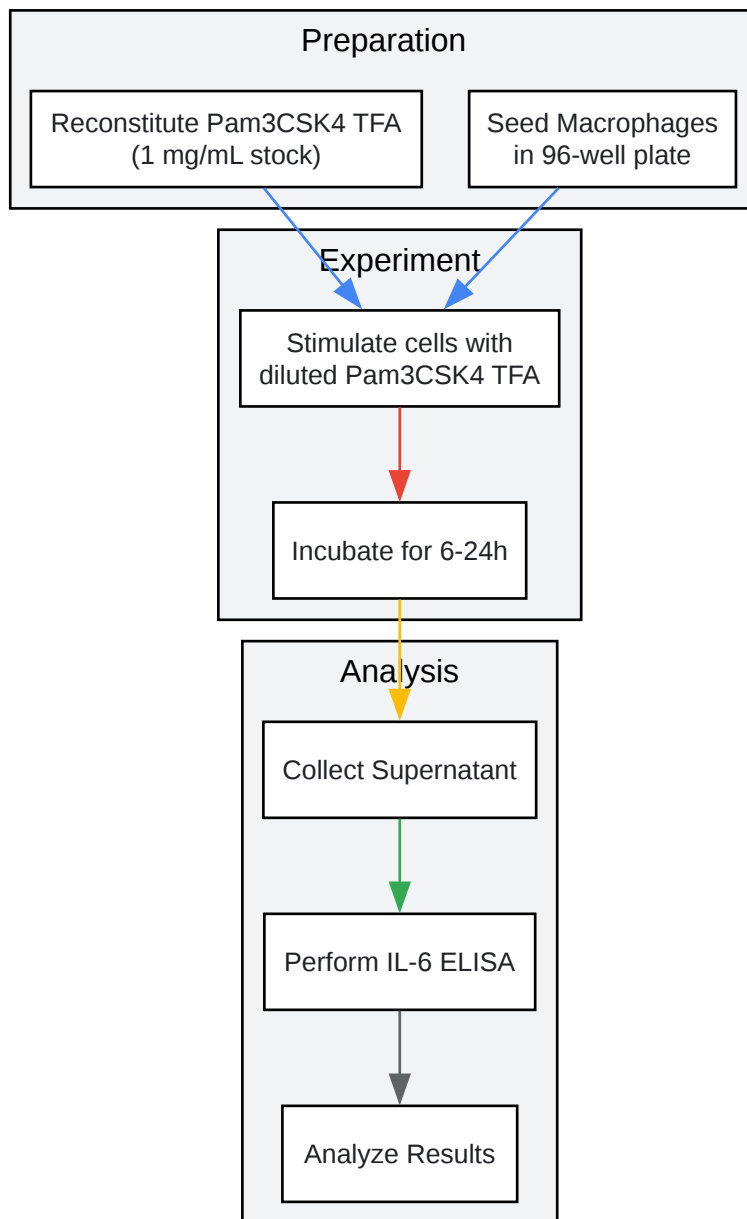 Preparation
Reconstitute Pam3CSK4 TFA
(1 mg/mL stock)
Seed Macrophages
in 96-well plate
Experiment
Stimulate cells with
diluted Pam3CSK4 TFA
Incubate for 6-24h
Analysis
Collect Supernatant
Perform IL-6 ELISA
Analyze Results